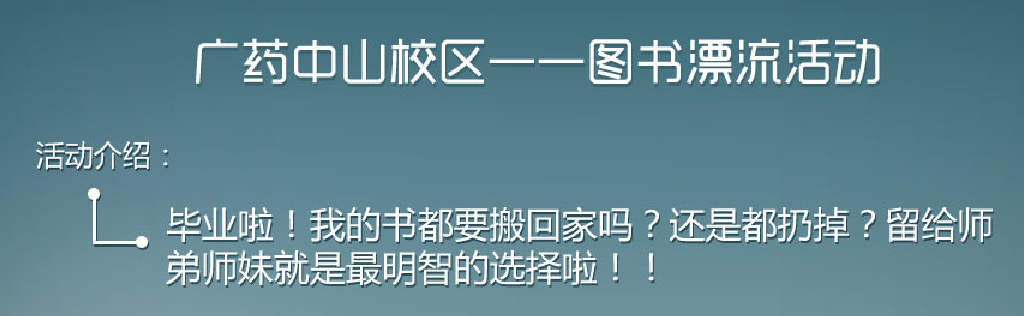 广药中山校区——图书漂流活动
活动介绍：
毕业啦！我的书都要搬回家吗？还是都扔掉？留给师
弟师妹就是最明智的选择啦！！